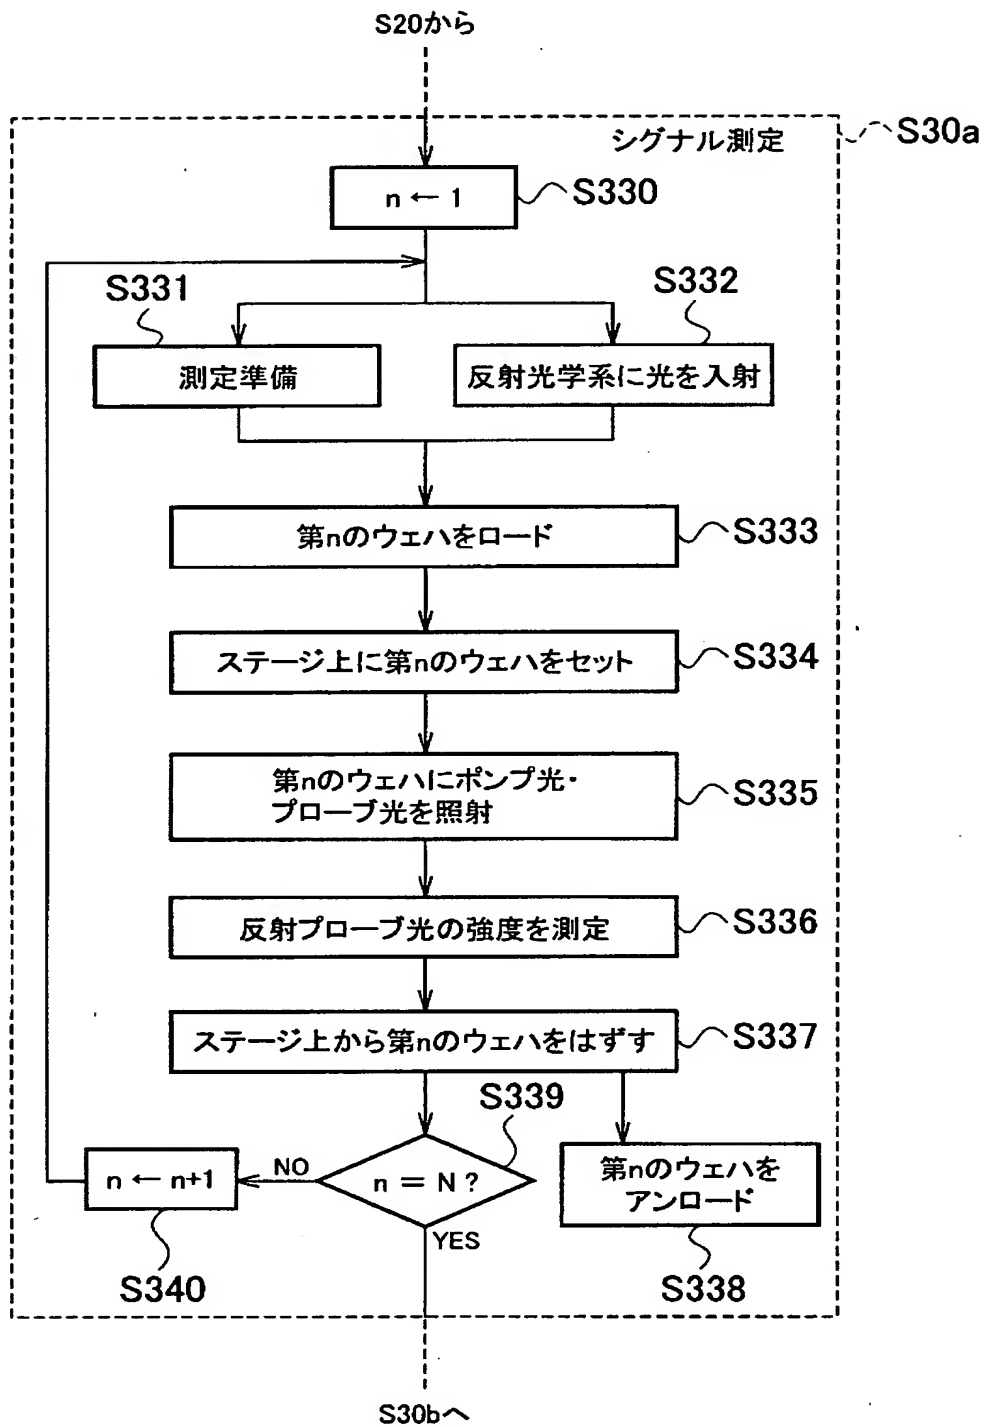 S20から
シグナル測定
S30a
n ← 1
S330
S331
S332
測定準備
反射光学系に光を入射
第nのウェハをロード
S333
ステージ上に第nのウェハをセット
S334
第nのウェハにポンプ光・
プローブ光を照射
S335
反射プローブ光の強度を測定
S336
ステージ上から第nのウェハをはずす
S337
S339
n ← n+1
NO
n = N ?
第nのウェハを
アンロード
YES
S340
S338
S30bへ